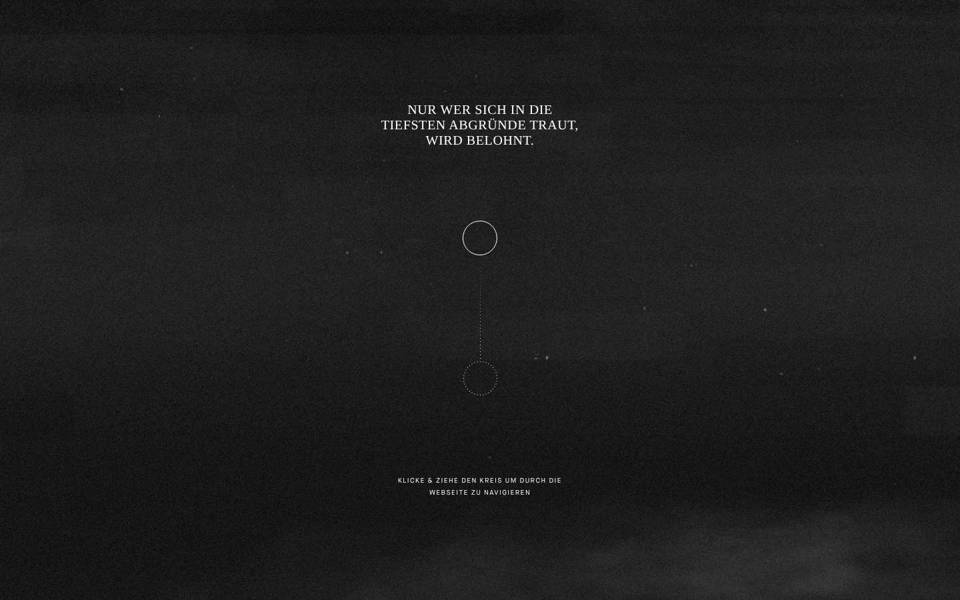 NUR WER SICH IN DIE
TIEFSTEN ABGRÜNDE TRAUT,
WIRD BELOHNT.
KLICKE & ZIEHE DEN KREIS UM DURCH DIE
WEBSEITE ZU NAVIGIEREN